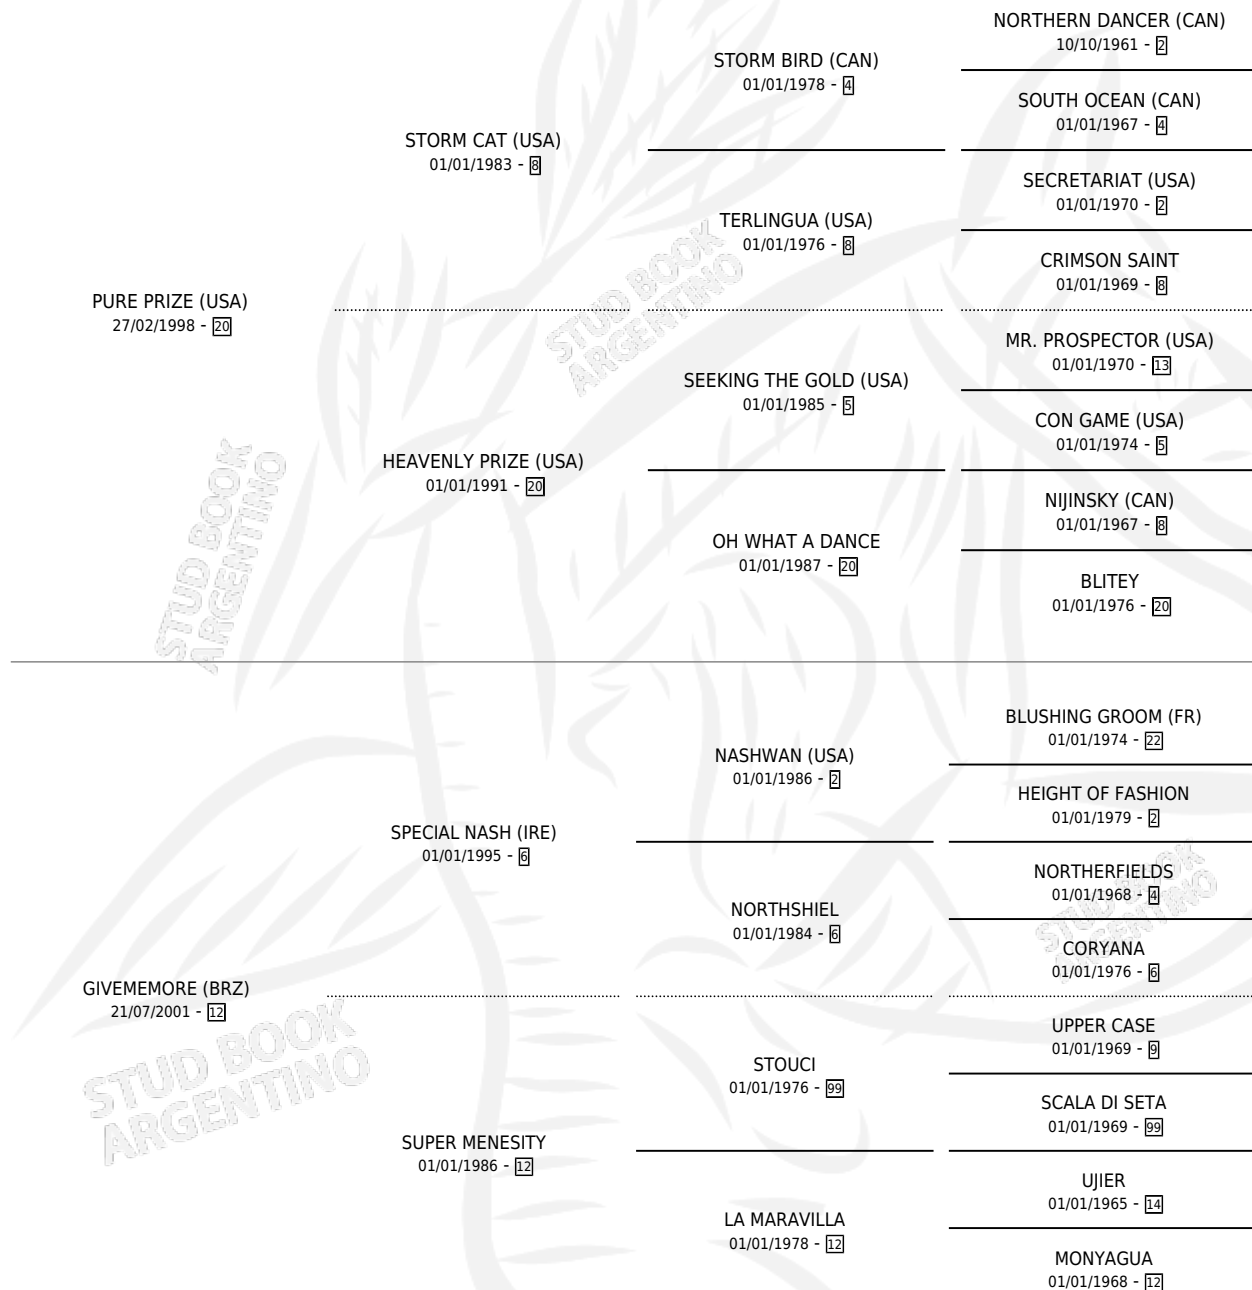 NORTHERN DANCER (CAN)
10/10/1961 - 2
STORM BIRD (CAN)
01/01/1978 - 4
SOUTH OCEAN (CAN)
01/01/1967 - 4
STORM CAT (USA)
01/01/1983 - 8
SECRETARIAT (USA)
01/01/1970 - 2
TERLINGUA (USA)
01/01/1976 - 8
CRIMSON SAINT
01/01/1969 - 8
PURE PRIZE (USA)
27/02/1998 - 20
MR. PROSPECTOR (USA)
01/01/1970 - 13
SEEKING THE GOLD (USA)
01/01/1985 - 5
CON GAME (USA)
01/01/1974 - 5
HEAVENLY PRIZE (USA)
01/01/1991 - 20
NIJINSKY (CAN)
01/01/1967 - 8
OH WHAT A DANCE
01/01/1987 - 20
BLITEY
01/01/1976 - 20
BLUSHING GROOM (FR)
01/01/1974 - 22
NASHWAN (USA)
01/01/1986 - 2
HEIGHT OF FASHION
01/01/1979 - 2
SPECIAL NASH (IRE)
01/01/1995 - 6
NORTHERFIELDS
01/01/1968 - 4
NORTHSHIEL
01/01/1984 - 6
CORYANA
01/01/1976 - 6
GIVEMEMORE (BRZ)
21/07/2001 - 12
UPPER CASE
01/01/1969 - 9
STOUCI
01/01/1976 - 99
SCALA DI SETA
01/01/1969 - 99
SUPER MENESITY
01/01/1986 - 12
UJIER
01/01/1965 - 14
LA MARAVILLA
01/01/1978 - 12
MONYAGUA
01/01/1968 - 12
STUD BOOK
ARGENTINO
STUD BOOK
ARGENTINO
STUD BOOK
ARGENTINO
STUD BOOK
ARGENTINO